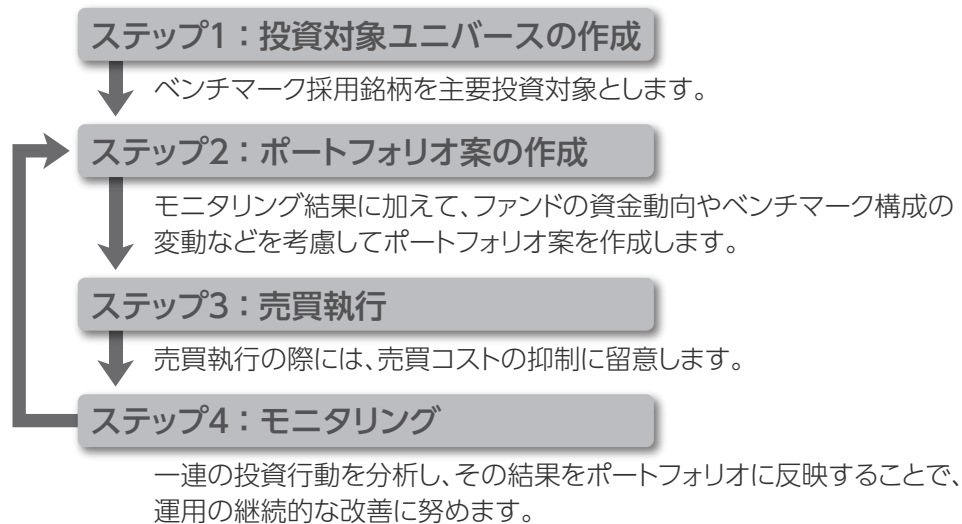 ステップ1：投資対象ユニバースの作成
ベンチマーク採用銘柄を主要投資対象とします。
ステップ2：ポートフォリオ案の作成
モニタリング結果に加えて、ファンドの資金動向やベンチマーク構成の
変動などを考慮してポートフォリオ案を作成します。
ステップ3：売買執行
売買執行の際には、売買コストの抑制に留意します。
ステップ4：モニタリング
一連の投資行動を分析し、その結果をポートフォリオに反映することで、
運用の継続的な改善に努めます。